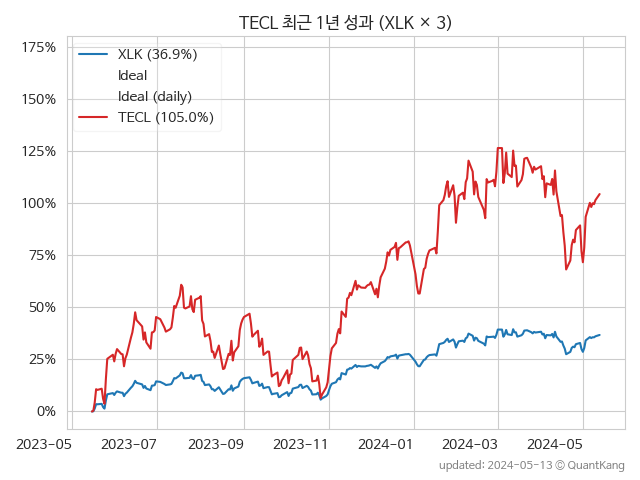 TECL 최근 1년 성과 (XLK × 3)
175%
150%
125%
100%
75%
50%
25%
0%
XLK (36.9%)
Ideal
Ideal (daily)
TECL (105.0%)
2023-05
2023-07
2023-09
2023-11
2024-01
2024-03
2024-05
updated: 2024-05-13 ⓒ QuantKang